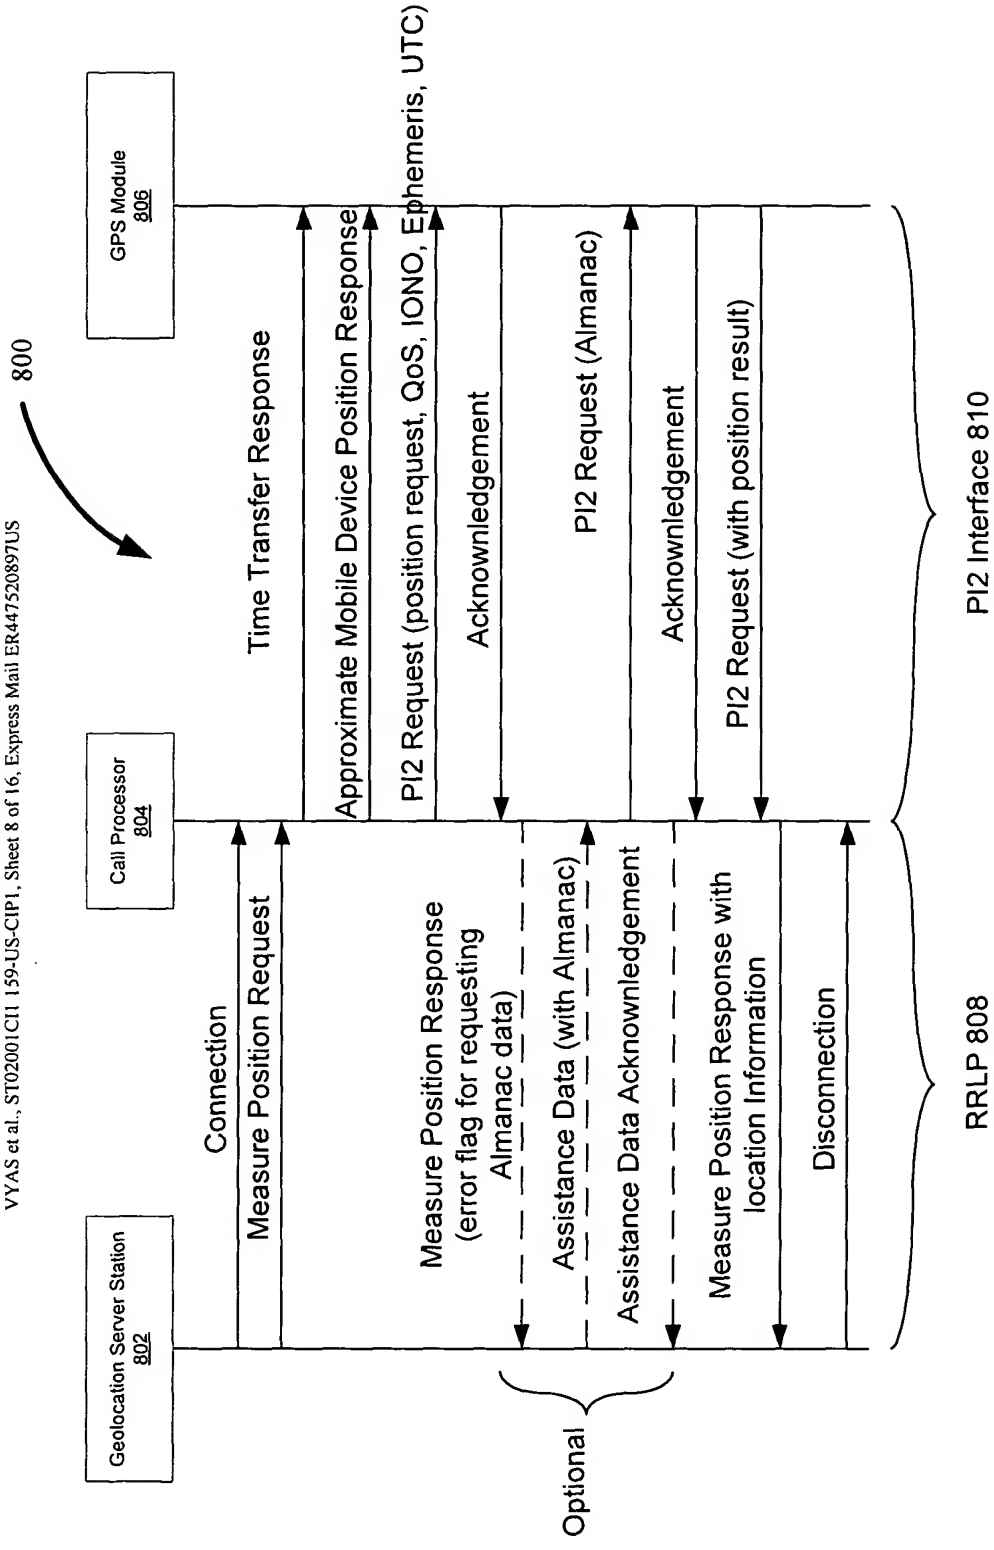 VYAS et al., ST02001CI1 159-US-CIP1, Sheet 8 of 16, Express Mail ER447520897US
800
Geolocation Server Station
802
Call Processor
804
GPS Module
806
Connection
Measure Position Request
Time Transfer Response
Approximate Mobile Device Position Response
PI2 Request (position request, QoS, IONO, Ephemeris, UTC)
Acknowledgement
Measure Position Response
(error flag for requesting
Almanac data)
Optional
Assistance Data (with Almanac)
PI2 Request (Almanac)
Assistance Data Acknowledgement
Acknowledgement
PI2 Request (with position result)
Measure Position Response with
location Information
Disconnection
RRLP 808
PI2 Interface 810